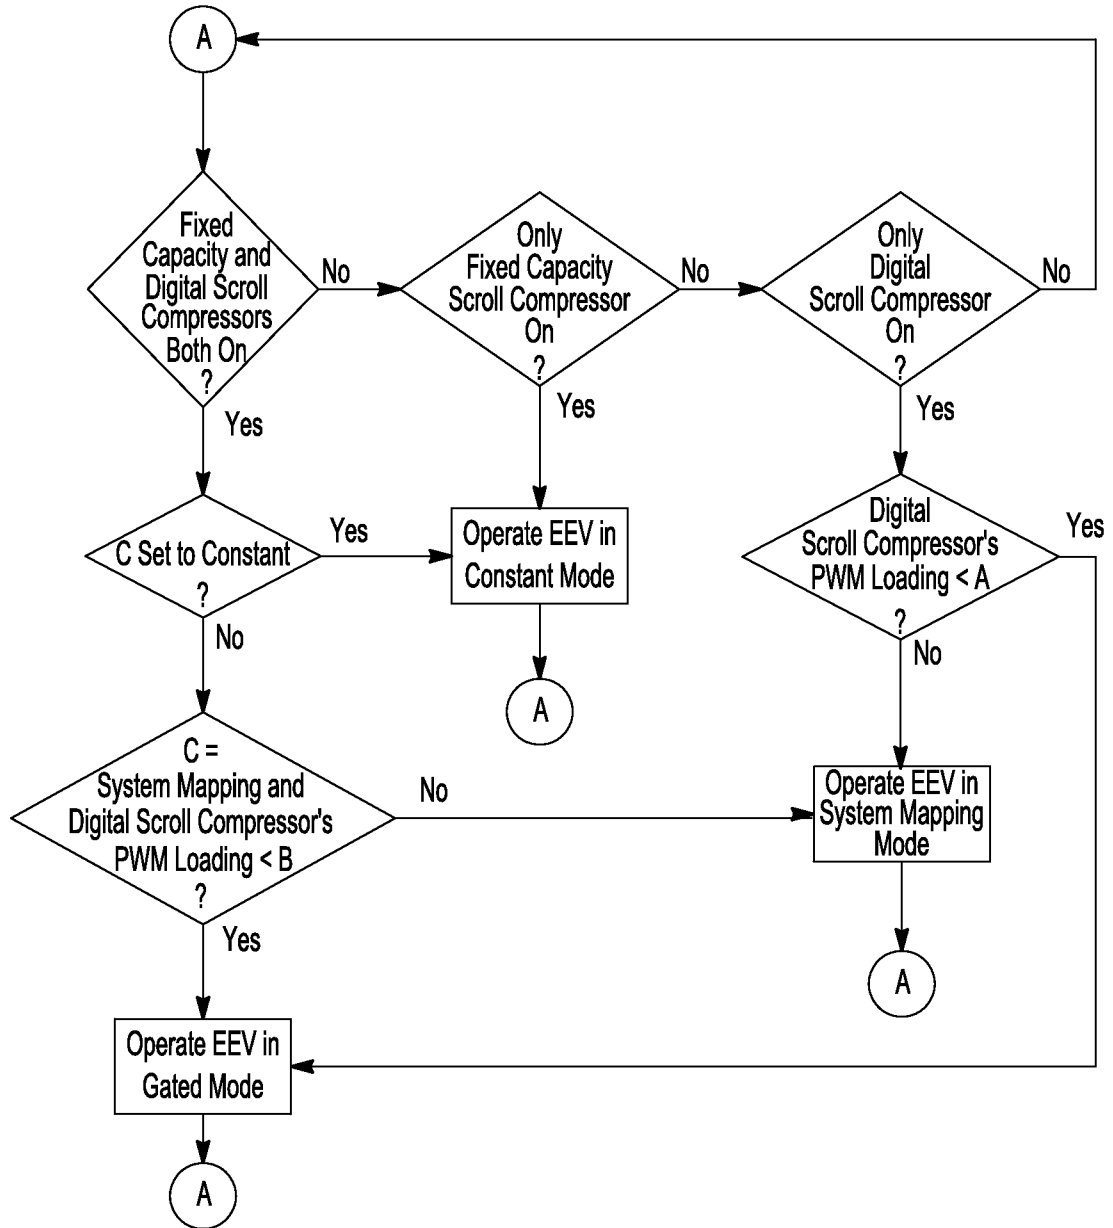 A
Fixed
Capacity and
Digital Scroll
Compressors
Both On
?
No
Only
Fixed Capacity
Scroll Compressor
On
?
No
Only
Digital
Scroll Compressor
On
?
No
Yes
Yes
Yes
C Set to Constant
?
Yes
Operate EEV in
Constant Mode
Digital
Scroll Compressor's
PWM Loading < A
?
Yes
No
No
A
C =
System Mapping and
Digital Scroll Compressor's
PWM Loading < B
?
No
Operate EEV in
System Mapping
Mode
Yes
A
Operate EEV in
Gated Mode
A